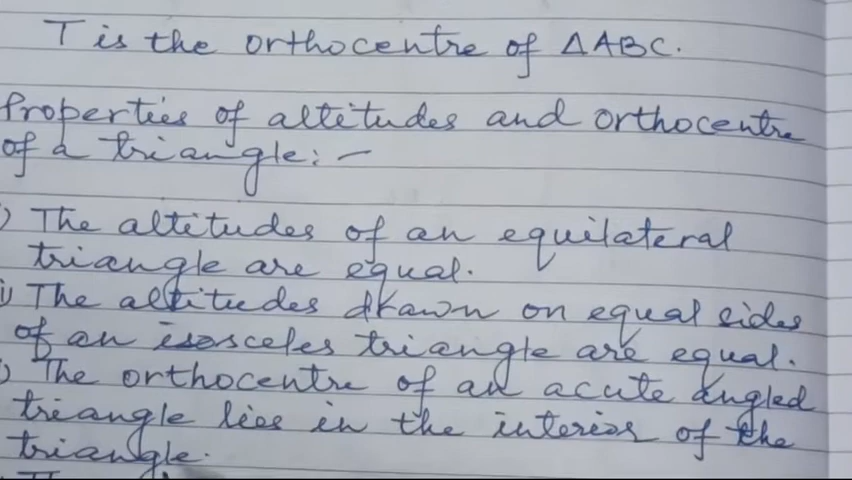 T is the orthocentre of ΔABC.
Properties of altitudes and orthocentre
of a triangle:-
) The altitudes of an equilateral
triangle are equal.
i) The altitudes drawn on equal sides
of an isosceles triangle are equal.
) The orthocentre of an acute angled
triangle lies in the interior of the
triangle.